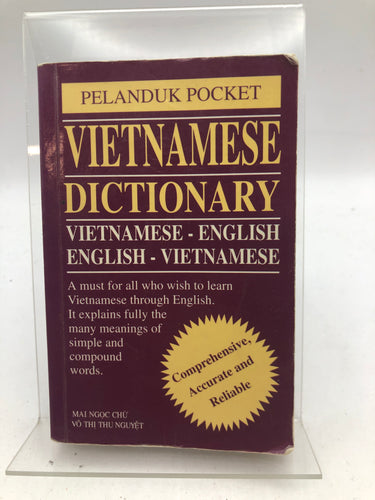 PELANDUK POCKET
VIETNAMESE
DICTIONARY
VIETNAMESE - ENGLISH
ENGLISH - VIETNAMESE
A must for all who wish to learn
Vietnamese through English.
It explains fully the
many meanings of
simple and
compound
words.
Comprehensive,
Accurate and
Reliable
MAI NGỌC CHỪ
VÕ THỊ THU NGUYỆT